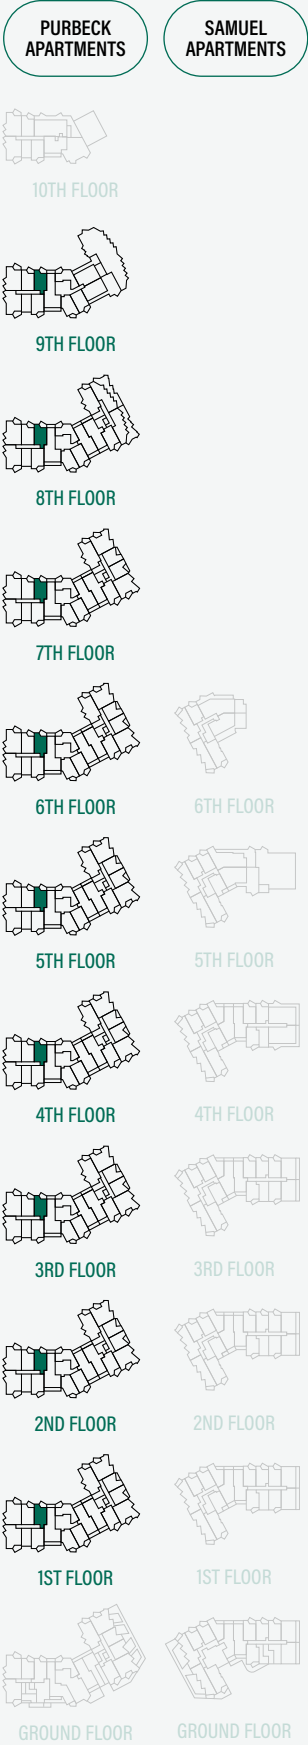 PURBECK
APARTMENTS
SAMUEL
APARTMENTS
10TH FLOOR
9TH FLOOR
8TH FLOOR
7TH FLOOR
6TH FLOOR
6TH FLOOR
5TH FLOOR
5TH FLOOR
4TH FLOOR
4TH FLOOR
3RD FLOOR
3RD FLOOR
2ND FLOOR
2ND FLOOR
1ST FLOOR
1ST FLOOR
GROUND FLOOR
GROUND FLOOR